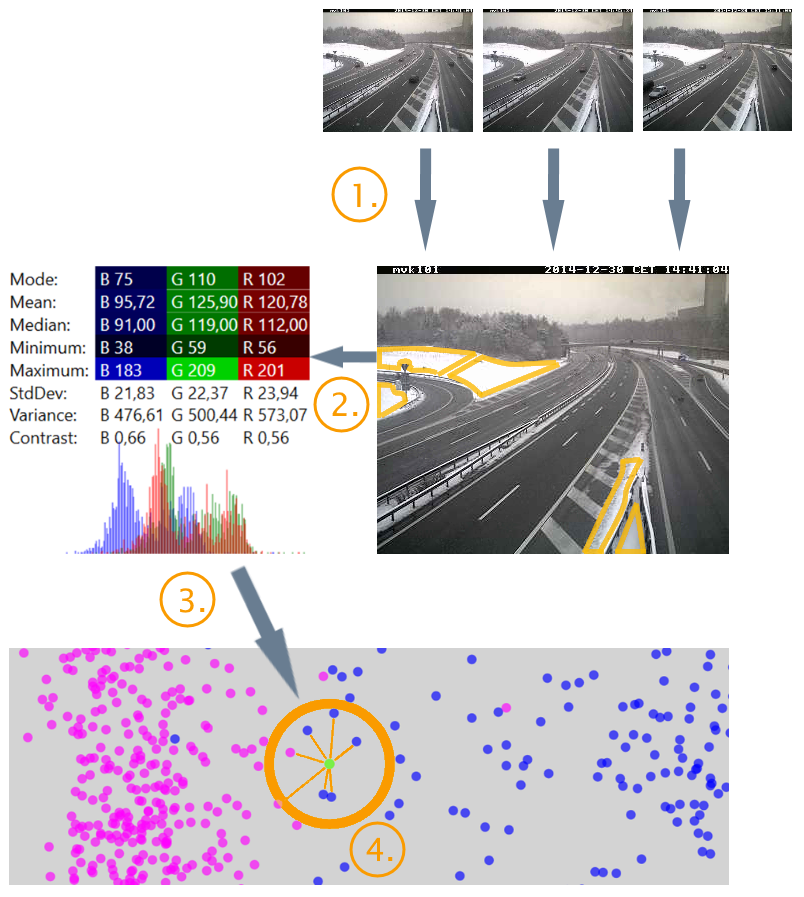 mvk101
1.
mvk101 2014-12-30 CET 14:41:04
Mode: B 75 G 110 R 102
Mean: B 95,72 G 125,90 R 120,78
Median: B 91,00 G 119,00 R 112,00
Minimum: B 38 G 59 R 56
Maximum: B 183 G 209 R 201
StdDev: B 21,83 G 22,37 R 23,94
Variance: B 476,61 G 500,44 R 573,07
Contrast: B 0,66 G 0,56 R 0,56
2.
3.
4.